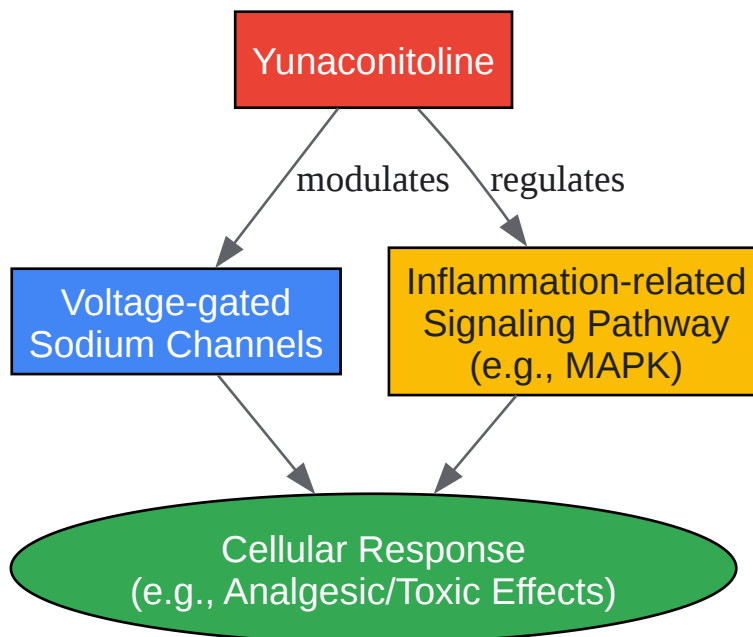 Yunaconitoline
modulates
regulates
Voltage-gated
Sodium Channels
Inflammation-related
Signaling Pathway
(e.g., MAPK)
Cellular Response
(e.g., Analgesic/Toxic Effects)